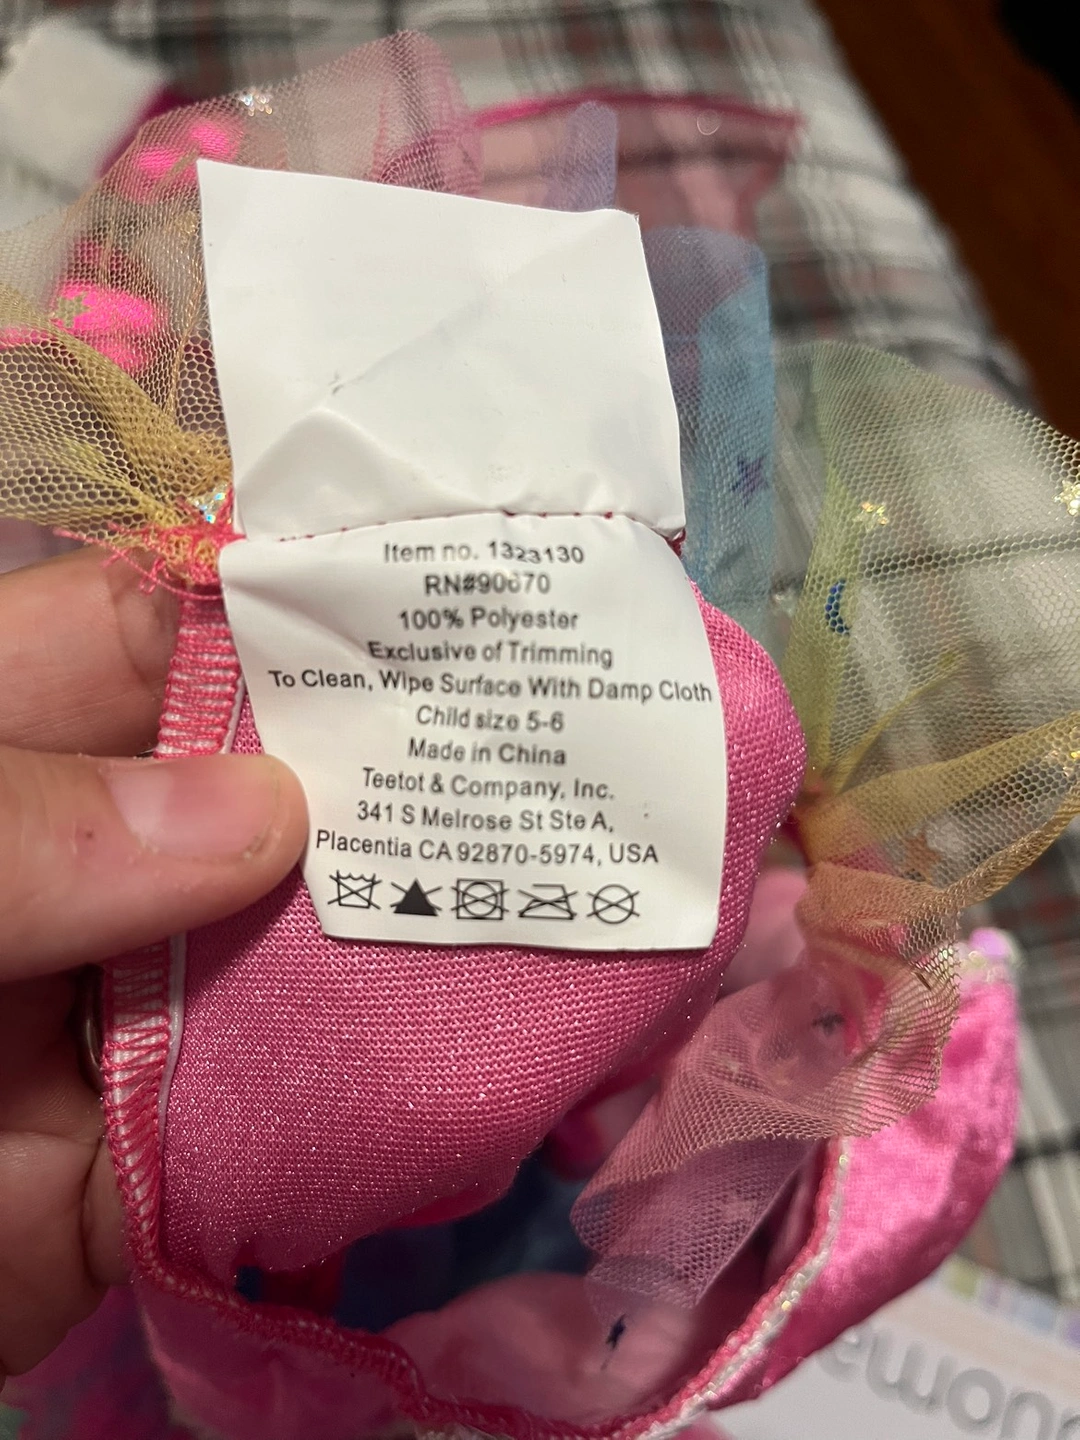 Item no. 1323130
RN#90670
100% Polyester
Exclusive of Trimming
To Clean, Wipe Surface With Damp Cloth
Child size 5-6
Made in China
Teetot & Company, Inc.
341 S Melrose St Ste A,
Placentia CA 92870-5974, USA